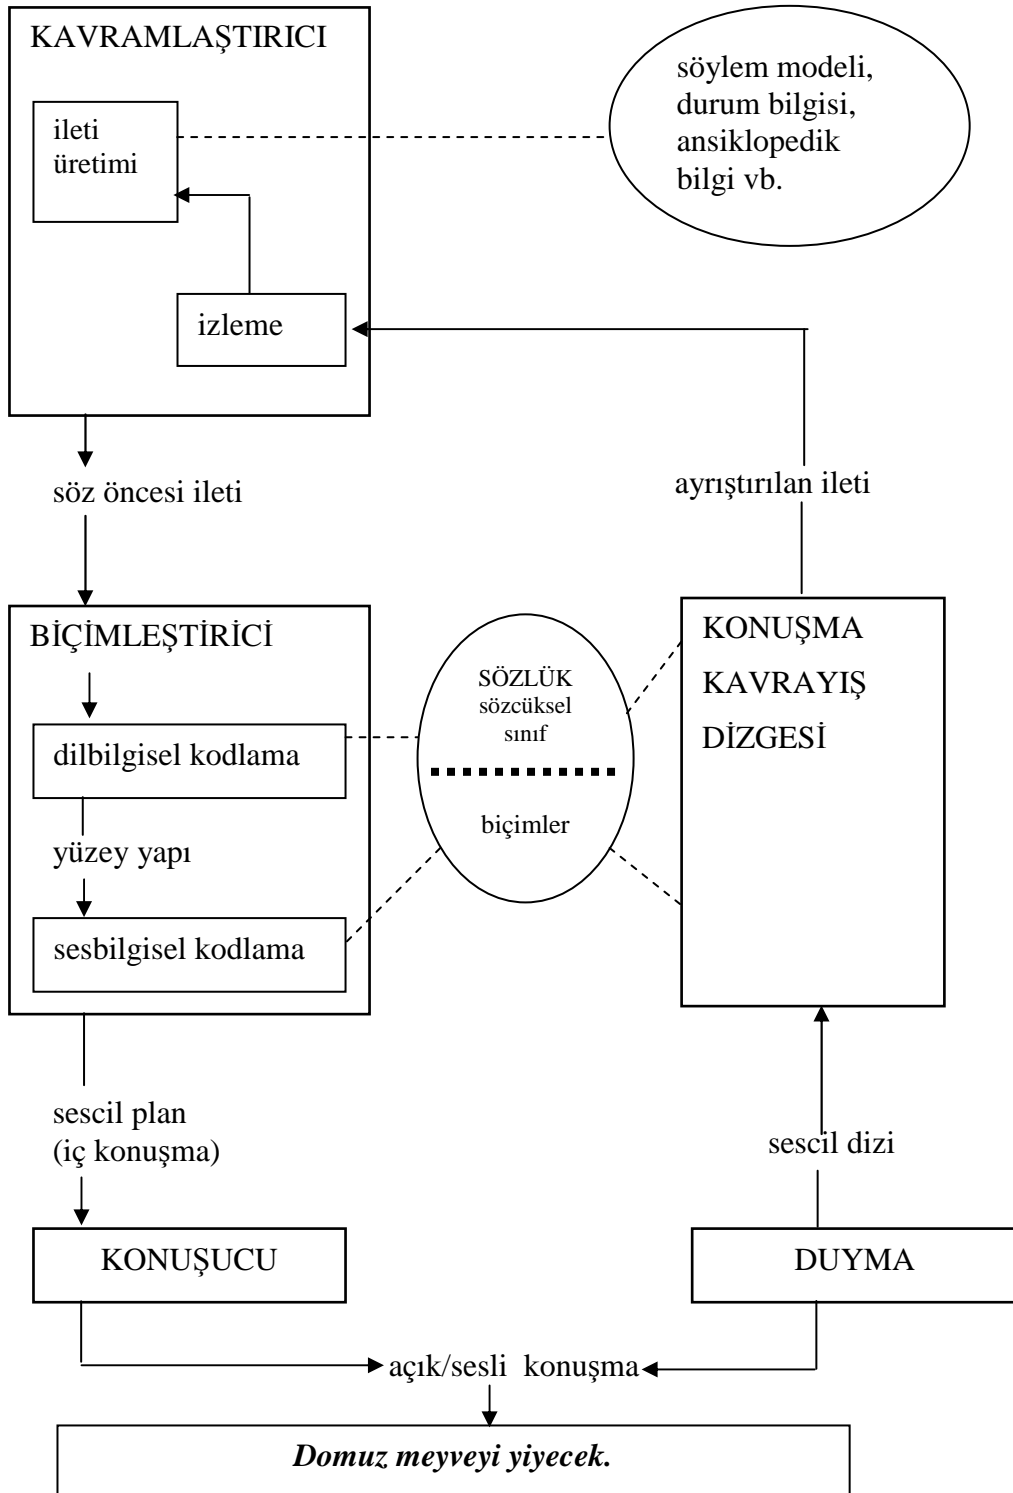 KAVRAMLAŞTIRICI
ileti
üretimi
izleme
söylem modeli,
durum bilgisi,
ansiklopedik
bilgi vb.
söz öncesi ileti
ayrıştırılan ileti
BİÇİMLEŞTİRİCİ
dilbilgisel kodlama
yüzey yapı
sesbilgisel kodlama
SÖZLÜK
sözcüksel
sınıf
biçimler
KONUŞMA
KAVRAYIŞ
DİZGESİ
sescil plan
(iç konuşma)
sescil dizi
KONUŞUCU
DUYMA
açık/sesli konuşma
Domuz meyveyi yiyecek.